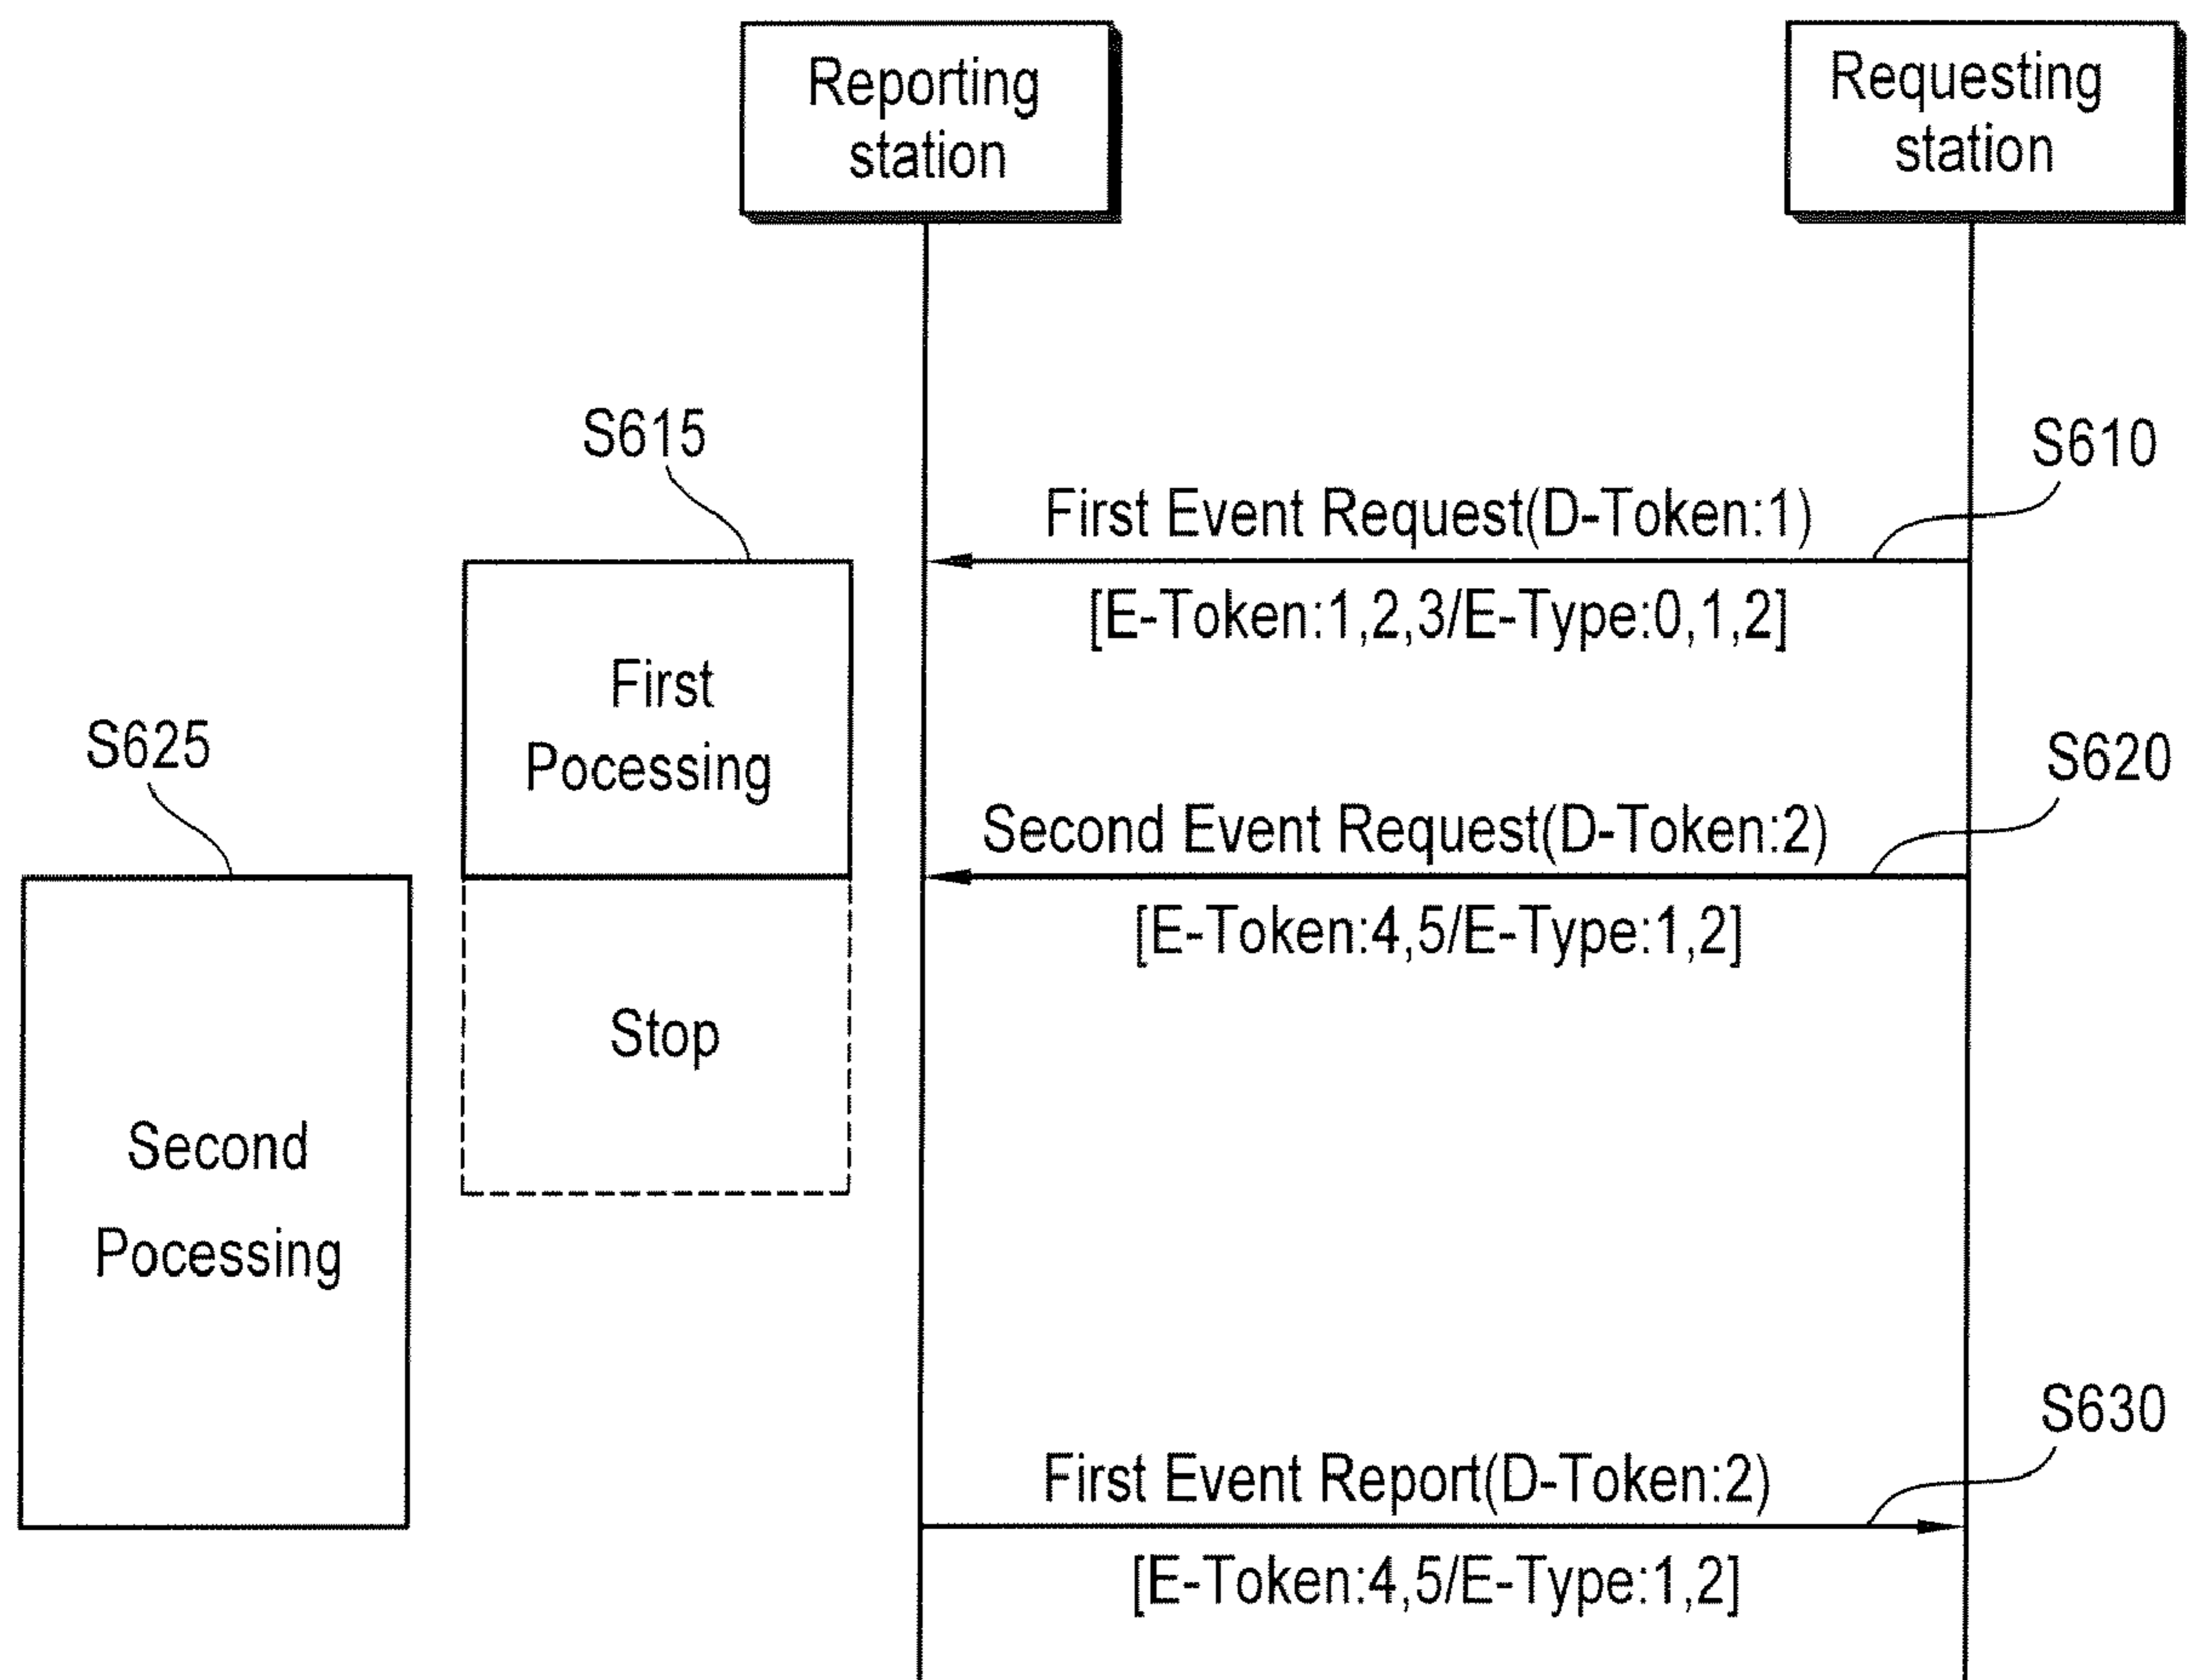 Reporting
station
Requesting
station
S615
S610
First Event Request(D-Token:1)
[E-Token:1,2,3/E-Type:0,1,2]
First
Pocessing
S625
S620
Second Event Request(D-Token:2)
[E-Token:4,5/E-Type:1,2]
Stop
Second
Pocessing
S630
First Event Report(D-Token:2)
[E-Token:4,5/E-Type:1,2]